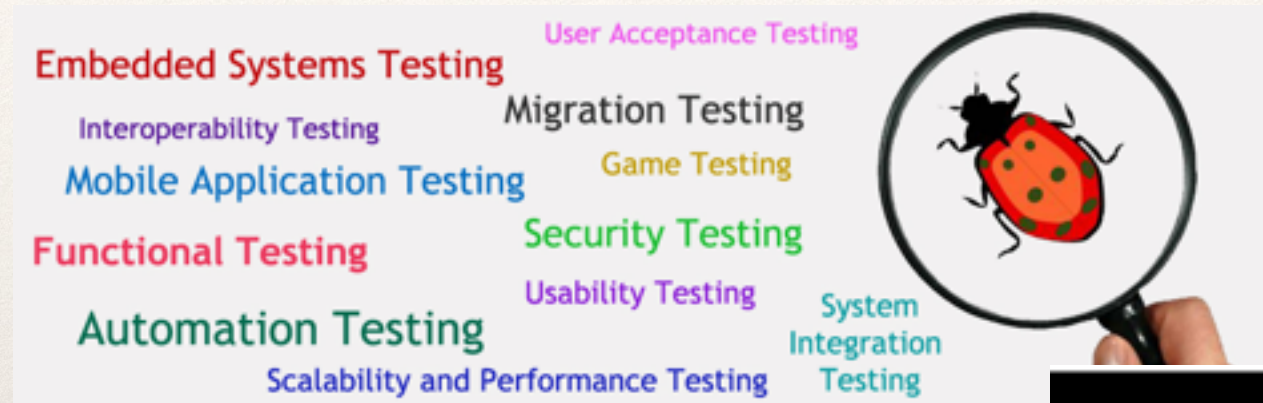 User Acceptance Testing
Embedded Systems Testing
Migration Testing
Interoperability Testing
Game Testing
Mobile Application Testing
Security Testing
Functional Testing
Usability Testing
System
Integration
Testing
Automation Testing
Scalability and Performance Testing